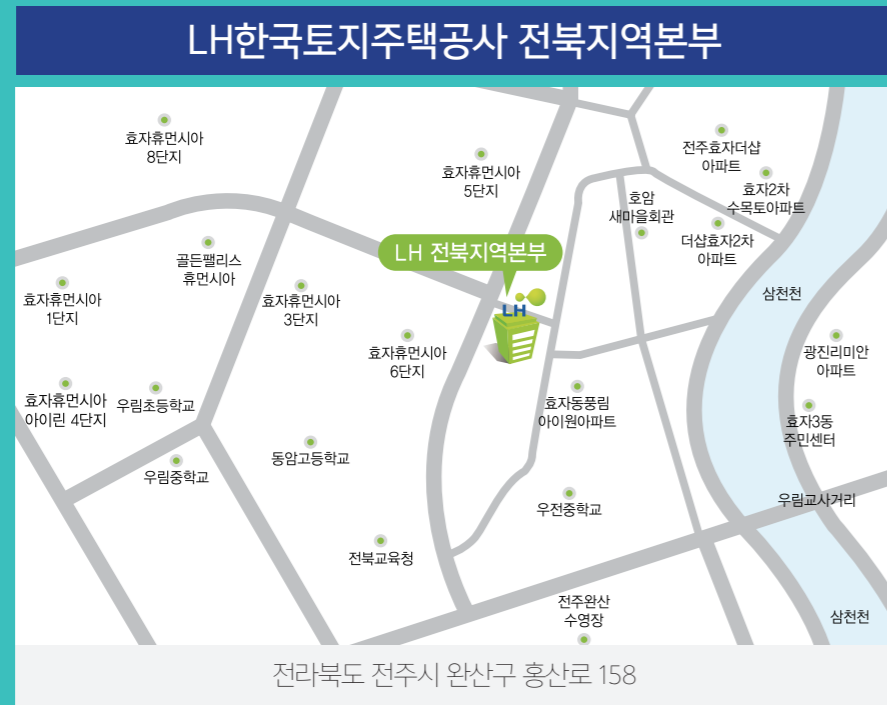 LH한국토지주택공사 전북지역본부
효자휴먼시아
8단지
효자휴먼시아
5단지
전주효자더샵
아파트
효자2차
수목토아파트
호암
새마을회관
더샵효자2차
아파트
LH 전북지역본부
골든팰리스
휴먼시아
효자휴먼시아
1단지
효자휴먼시아
3단지
삼천천
LH
효자휴먼시아
6단지
광진리미안
아파트
효자휴먼시아
아이린 4단지
우림초등학교
효자동풍림
아이원아파트
효자3동
주민센터
우림중학교
동암고등학교
우전중학교
우림교사거리
전북교육청
전주완산
수영장
삼천천
전라북도 전주시 완산구 홍산로 158